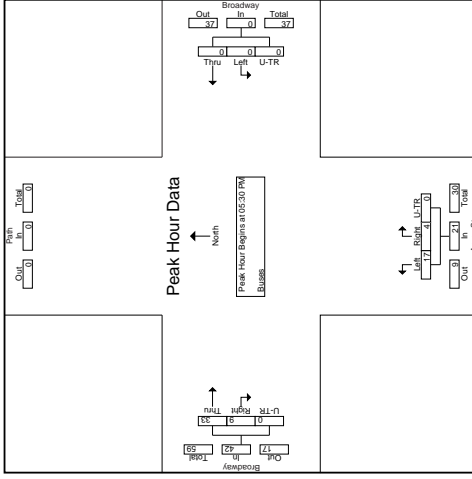 Broadway
Out In Total
37 0 37
0 0 0
Thru Left U-TR
Path
Total
0
In
0
Out
0
Peak Hour Data
North
Peak Hour Begins at 05:30 PM
Buses
U-TR
0
Right
4
Left
17
Total
30
In
21
Out
9
Thru Right U-TR
33 9 0
Total In Out
59 42 17
Broadway